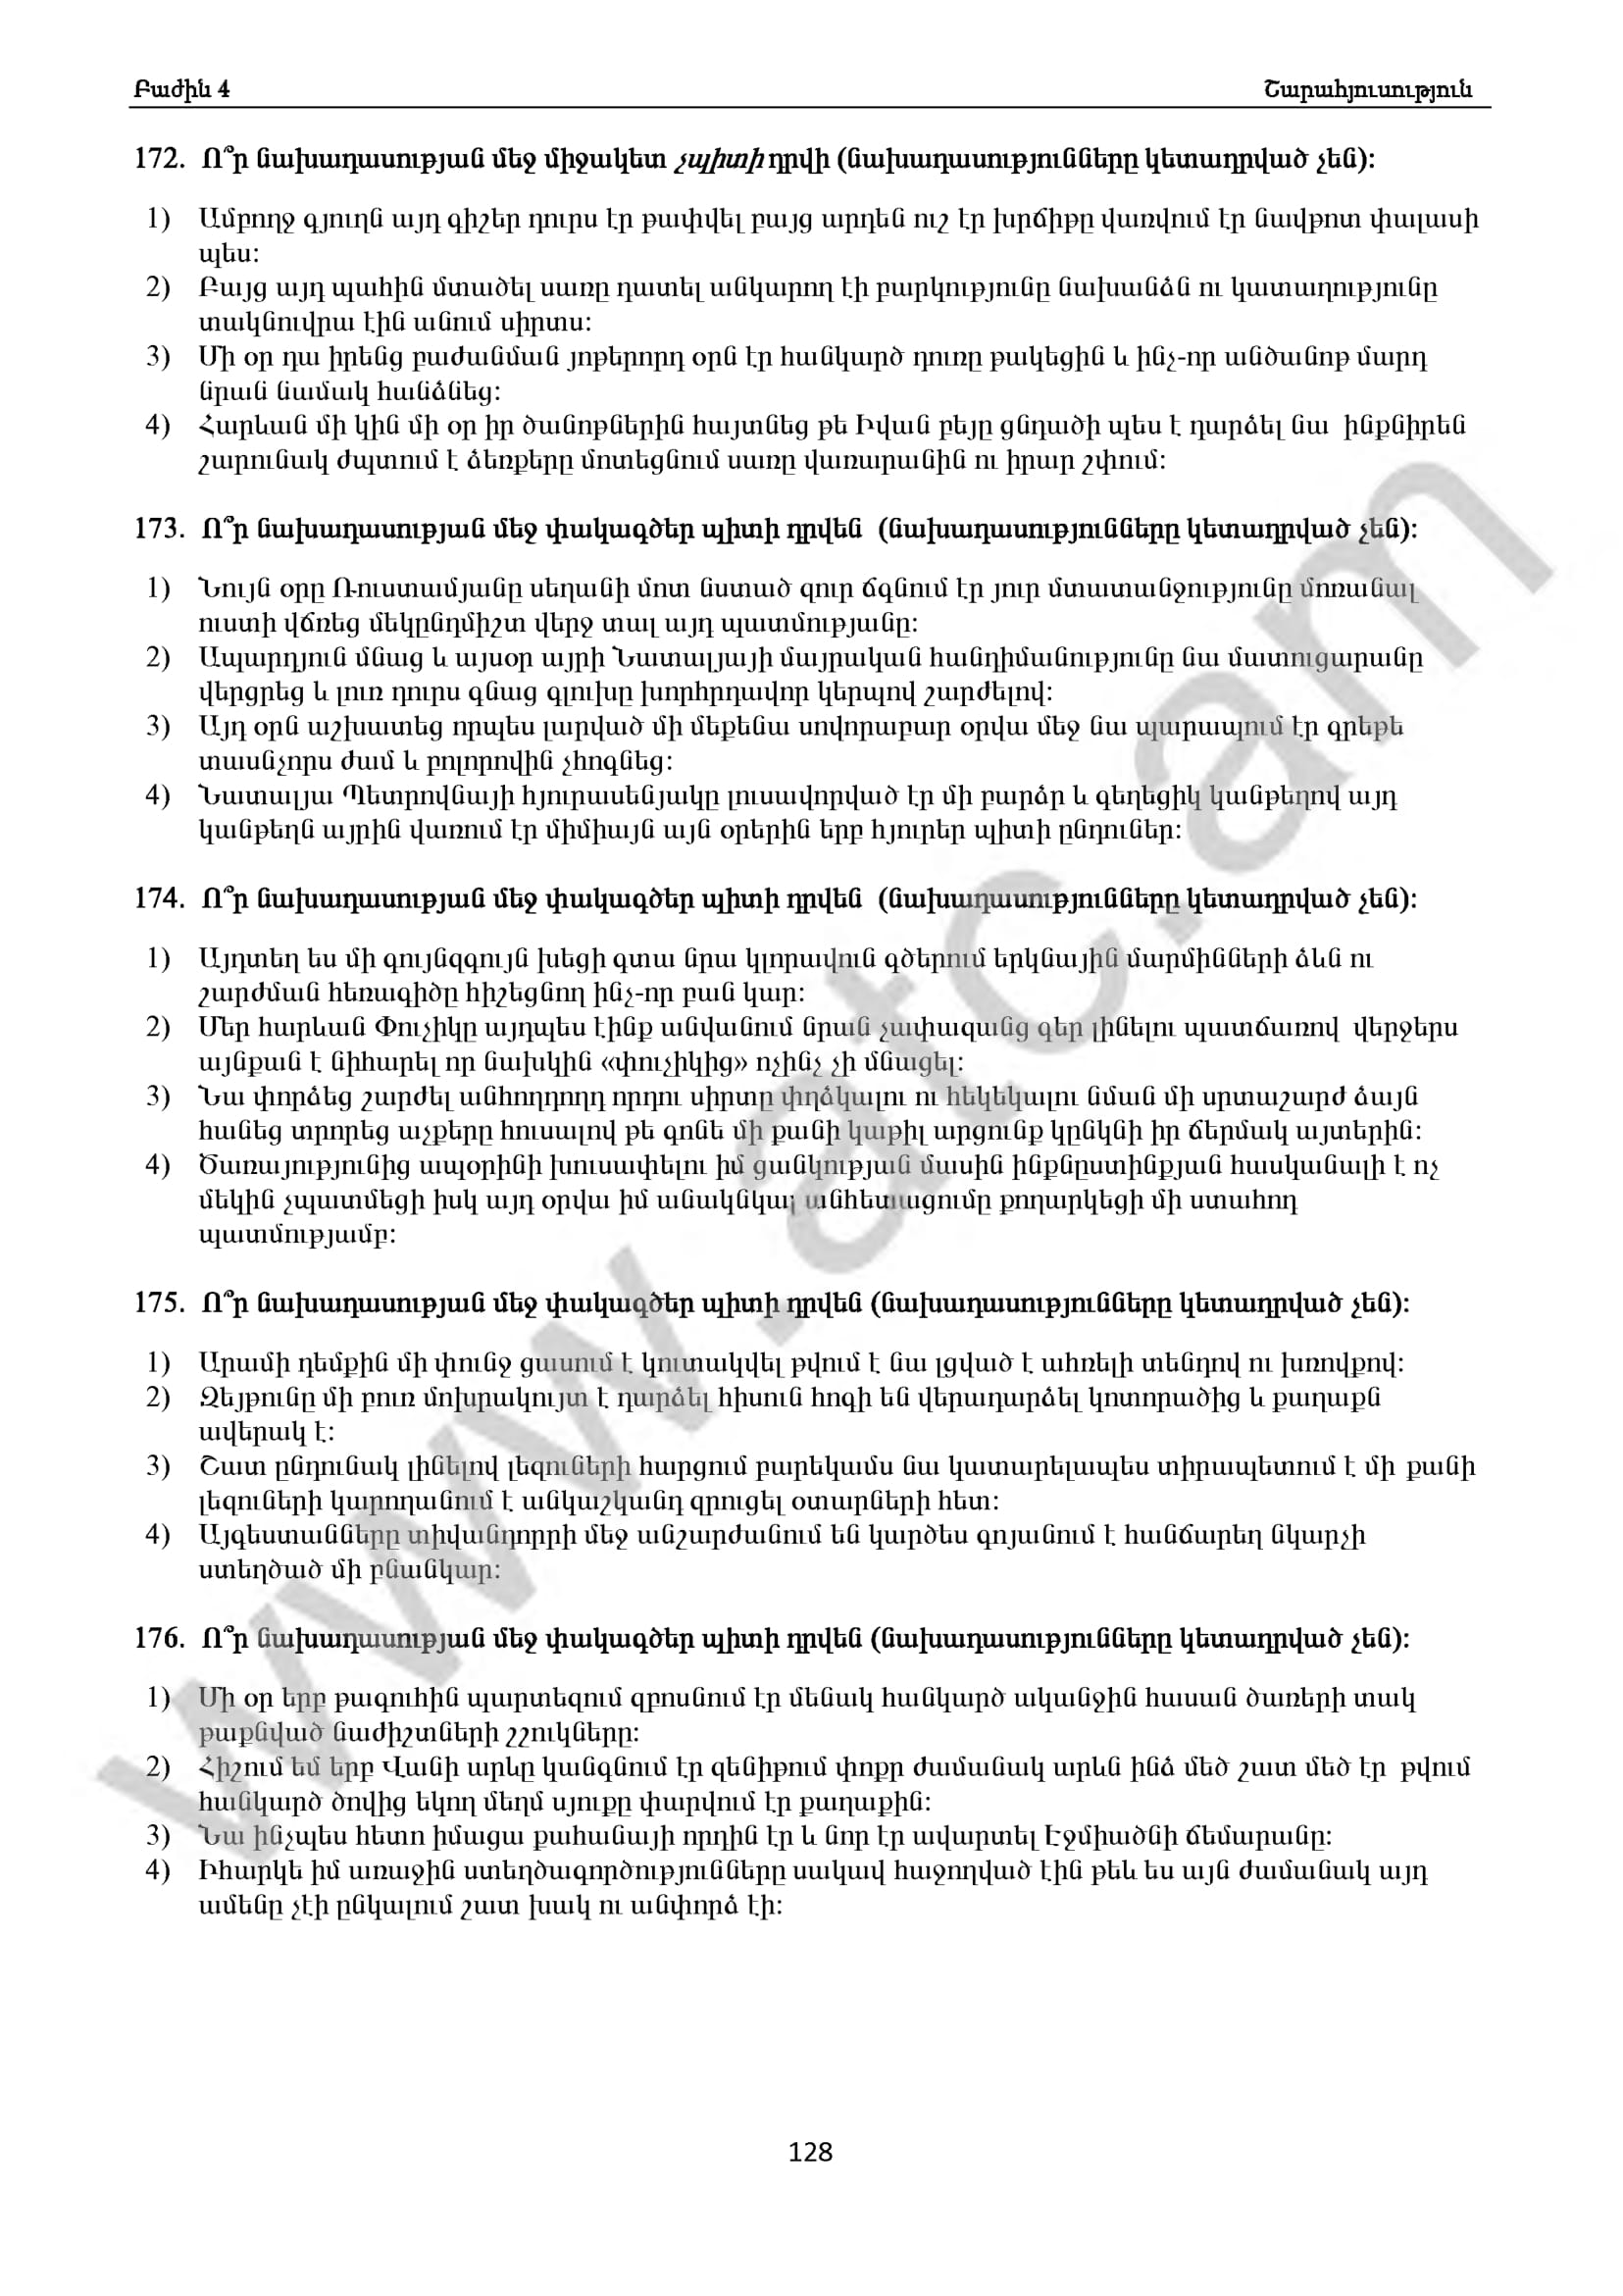 Բաժին 4 Շարահյուսություն
172. Ո՞ր նախադասության մեջ միջակետ չպիտի դրվի (նախադասությունները կետադրված չեն):
1) Ամբողջ գյուղն այդ գիշեր դուրս էր թափվել բայց արդեն ուշ էր խրճիթը վառվում էր նավթոտ փալասի
պես:
2) Բայց այդ պահին մտածել սառը դատել անկարող էի բարկությունը նախանձն ու կատաղությունը
տակնուվրա էին անում սիրտս:
3) Մի օր դա իրենց բաժանման յոթերորդ օրն էր հանկարծ դուռը թակեցին և ինչ-որ անծանոթ մարդ
նրան նամակ հանձնեց:
4) Հարևան մի կին մի օր իր ծանոթներին հայտնեց թե Իվան բեյը ցնդածի պես է դարձել նա ինքնիրեն
շարունակ ժպտում է ձեռքերը մոտեցնում սառը վառարանին ու իրար շփում:
173. Ո՞ր նախադասության մեջ փակագծեր պիտի դրվեն (նախադասությունները կետադրված չեն):
1) Նույն օրը Ռուստամյանը սեղանի մոտ նստած զուր ճգնում էր յուր մտատանջությունը մոռանալ
ուստի վճռեց մեկընդմիշտ վերջ տալ այդ պատմությանը:
2) Ապարդյուն մնաց և այսօր այրի Նատալյայի մայրական հանդիմանությունը նա մատուցարանը
վերցրեց և լուռ դուրս գնաց գլուխը խորհրդավոր կերպով շարժելով:
3) Այդ օրն աշխատեց որպես լարված մի մեքենա սովորաբար օրվա մեջ նա պարապում էր գրեթե
տասնչորս ժամ և բոլորովին չհոգնեց:
4) Նատալյա Պետրովնայի հյուրասենյակը լուսավորված էր մի բարձր և գեղեցիկ կանթեղով այդ
կանթեղն այրին վառում էր միմիայն այն օրերին երբ հյուրեր պիտի ընդուներ:
174. Ո՞ր նախադասության մեջ փակագծեր պիտի դրվեն (նախադասությունները կետադրված չեն):
1) Այդտեղ ես մի գույնզգույն խեցի գտա նրա կլորավուն գծերում երկնային մարմինների ձևն ու
շարժման հեռագիծը հիշեցնող ինչ-որ բան կար:
2) Մեր հարևան Փուչիկը այդպես էինք անվանում նրան չափազանց գեր լինելու պատճառով վերջերս
այնքան է նիհարել որ նախկին «փուչիկից» ոչինչ չի մնացել:
3) Նա փորձեց շարժել անհողդողդ որդու սիրտը փղձկալու ու հեկեկալու նման մի սրտաշարժ ձայն
հանեց տրորեց աչքերը հուսալով թե գոնե մի քանի կաթիլ արցունք կընկնի իր ճերմակ այտերին:
4) Ծառայությունից ապօրինի խուսափելու իմ ցանկության մասին ինքնըստինքյան հասկանալի է ոչ
մեկին չպատմեցի իսկ այդ օրվա իմ անակնկալ անհետացումը քողարկեցի մի ստահոդ
պատմությամբ:
175. Ո՞ր նախադասության մեջ փակագծեր պիտի դրվեն (նախադասությունները կետադրված չեն):
1) Արամի դեմքին մի փունջ ցասում է կուտակվել թվում է նա լցված է ահռելի տենդով ու խռովքով:
2) Զեյթունը մի բուռ մոխրակույտ է դարձել հիսուն հոգի են վերադարձել կոտորածից և քաղաքն
ավերակ է:
3) Շատ ընդունակ լինելով լեզուների հարցում բարեկամս նա կատարելապես տիրապետում է մի քանի
լեզուների կարողանում է անկաշկանդ զրուցել օտարների հետ:
4) Այգեստանները տիվանդորրի մեջ անշարժանում են կարծես գոյանում է հանճարեղ նկարչի
ստեղծած մի բնանկար:
176. Ո՞ր նախադասության մեջ փակագծեր պիտի դրվեն (նախադասությունները կետադրված չեն):
1) Մի օր երբ թագուհին պարտեզում զբոսնում էր մենակ հանկարծ ականջին հասան ծառերի տակ
թաքնված նաժիշտների շշուկները:
2) Հիշում եմ երբ Վանի արևը կանգնում էր զենիթում փոքր ժամանակ արևն ինձ մեծ շատ մեծ էր թվում
հանկարծ ծովից եկող մեղմ սյուքը փարվում էր քաղաքին:
3) Նա ինչպես հետո իմացա քահանայի որդին էր և նոր էր ավարտել Էջմիածնի ճեմարանը:
4) Իհարկե իմ առաջին ստեղծագործությունները սակավ հաջողված էին թեև ես այն ժամանակ այդ
ամենը չէի ընկալում շատ խակ ու անփորձ էի:
128
www.atc.am